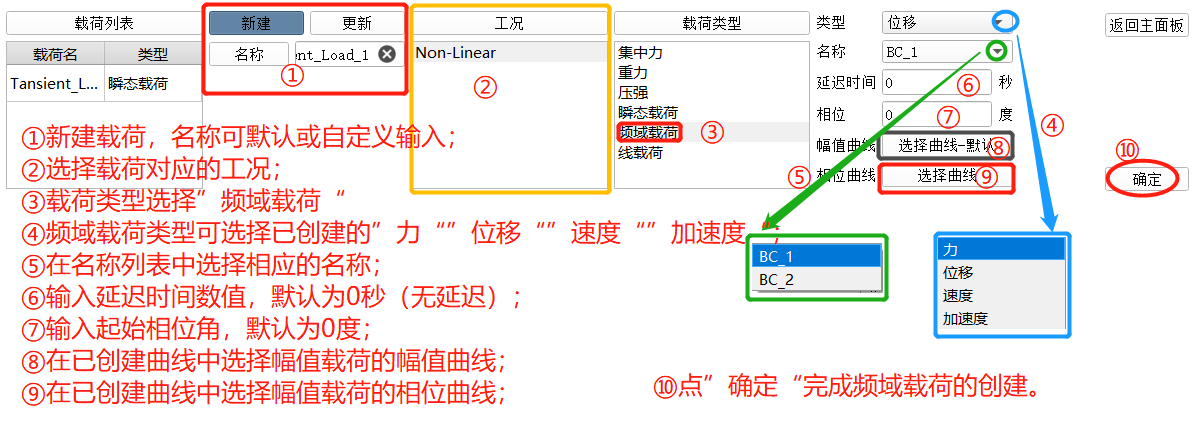 载荷列表 新建 更新 工况 载荷类型 类型 位移 返回主面板
载荷名 类型 名称 ent_Load_1 Non-Linear 集中力 名称 BC_1
Tansient_L... 瞬态载荷 ① ② 重力 延迟时间 0 ⑥ 秒
压强
瞬态载荷 相位 0 ⑦ 度 ④
频域载荷 ③ 幅值曲线 选择曲线-默认 ⑧ ⑩
线载荷 ⑤ 相位曲线 选择曲线 ⑨ 确定
①新建载荷，名称可默认或自定义输入；
②选择载荷对应的工况；
③载荷类型选择”频域载荷“
④频域载荷类型可选择已创建的”力“”位移“”速度“”加速度“；
⑤在名称列表中选择相应的名称；
⑥输入延迟时间数值，默认为0秒（无延迟）；
⑦输入起始相位角，默认为0度；
⑧在已创建曲线中选择幅值载荷的幅值曲线；
⑨在已创建曲线中选择幅值载荷的相位曲线；
BC_1
BC_2
力
位移
速度
加速度
⑩点”确定“完成频域载荷的创建。